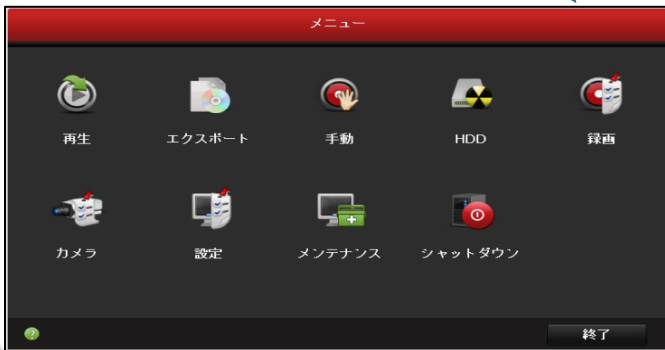 メニュー
再生 エクスポート 手動 HDD 録画
カメラ 設定 メンテナンス シャットダウン
終了